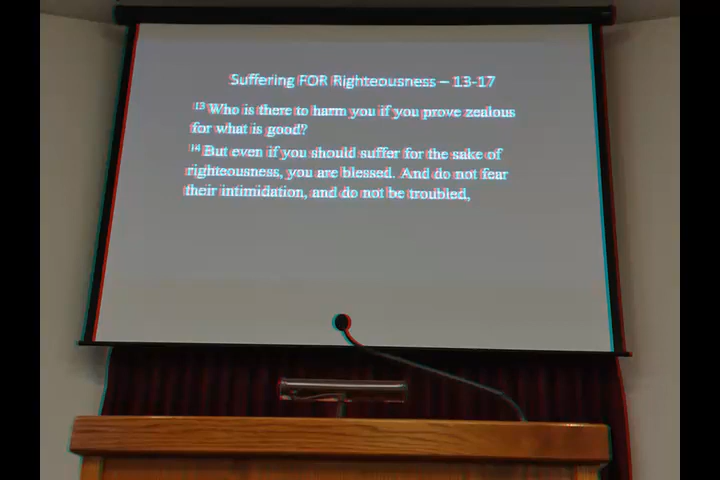 Suffering FOR Righteousness – 13-17
13 Who is there to harm you if you prove zealous
for what is good?
14 But even if you should suffer for the sake of
righteousness, you are blessed. And do not fear
their intimidation, and do not be troubled,